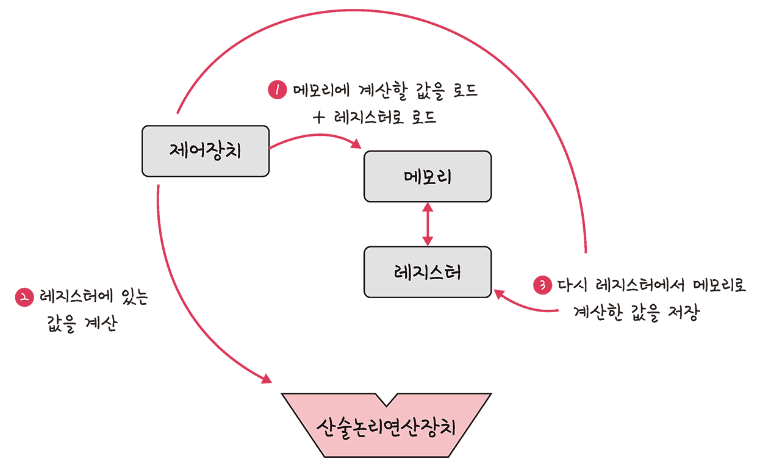 1 메모리에 계산할 값을 로드
+ 레지스터로 로드
제어장치
메모리
레지스터
2 레지스터에 있는
값을 계산
3 다시 레지스터에서 메모리로
계산한 값을 저장
산술논리연산장치